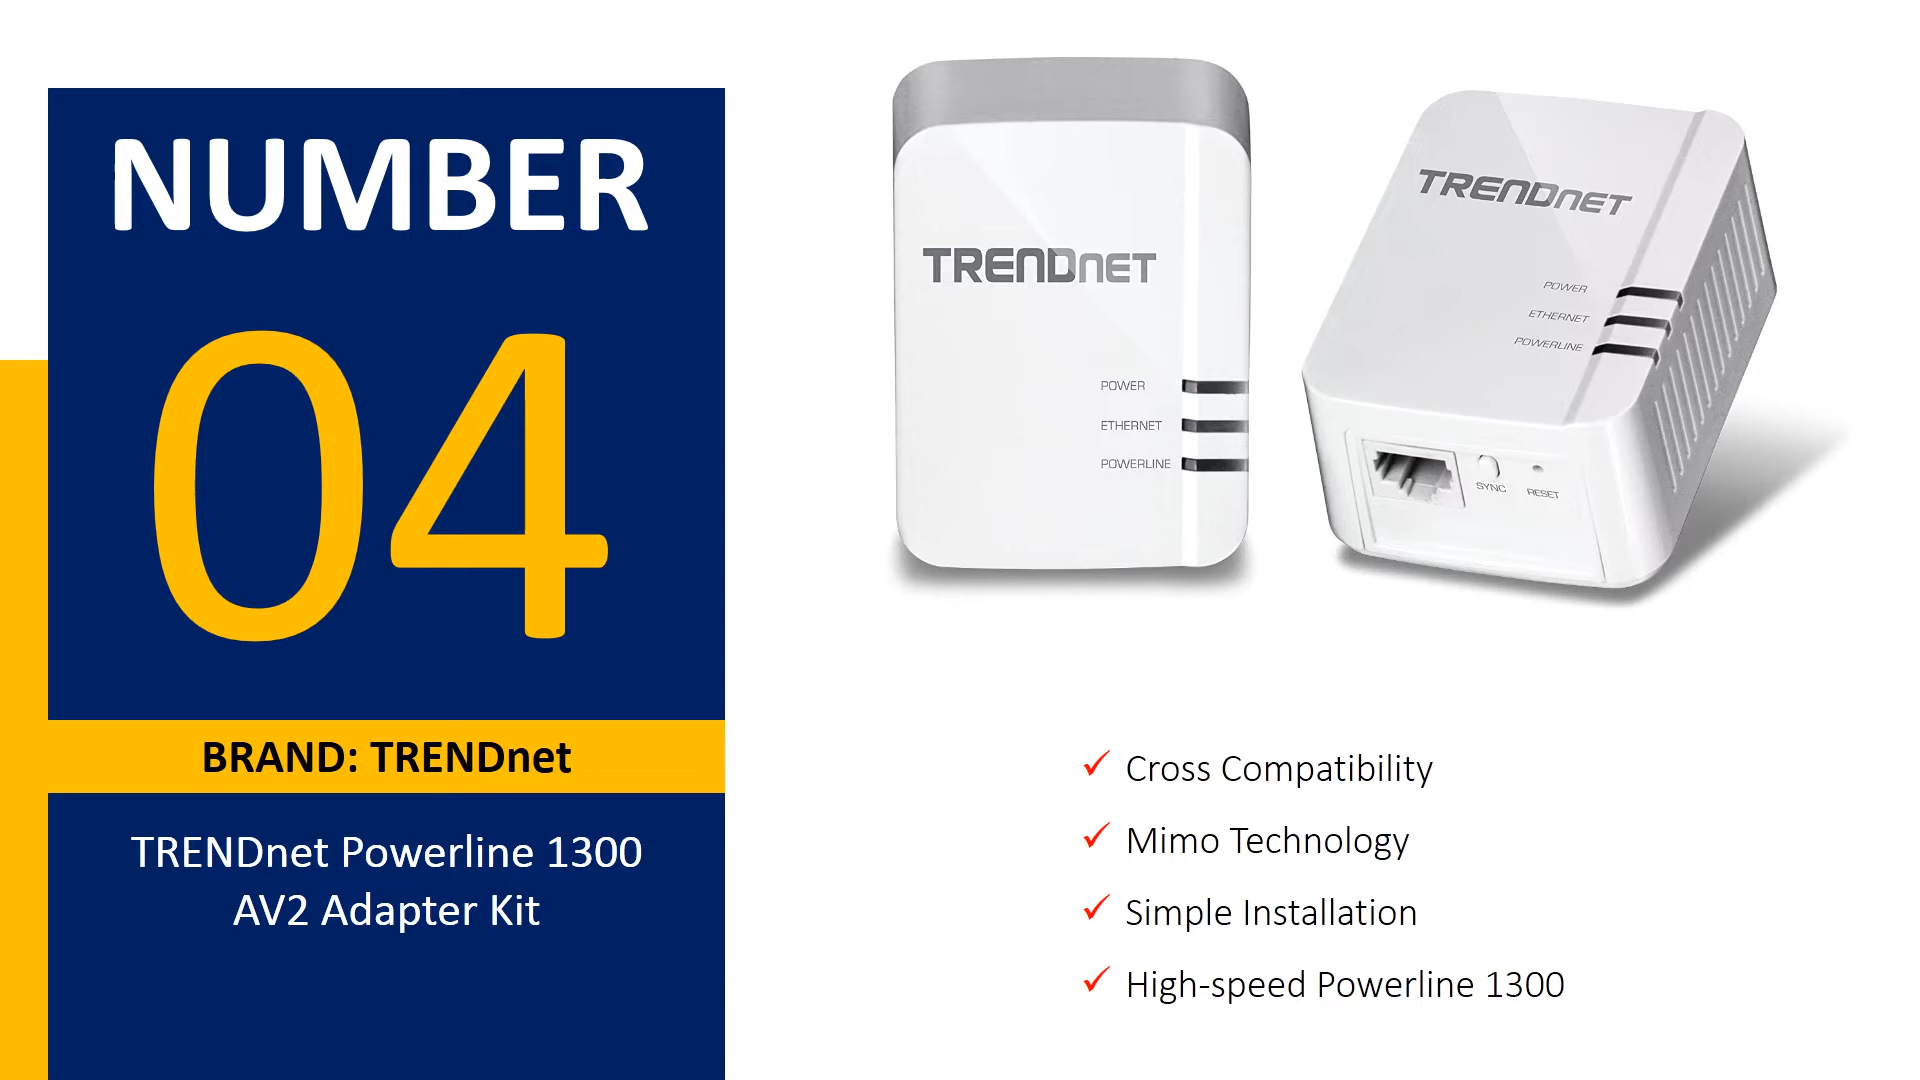 NUMBER
04
BRAND: TRENDnet
TRENDnet Powerline 1300
AV2 Adapter Kit
TRENDNET
POWER
ETHERNET
POWERLINE
TRENDNET
POWER
ETHERNET
POWERLINE
SYNC
RESET
Cross Compatibility
Mimo Technology
Simple Installation
High-speed Powerline 1300